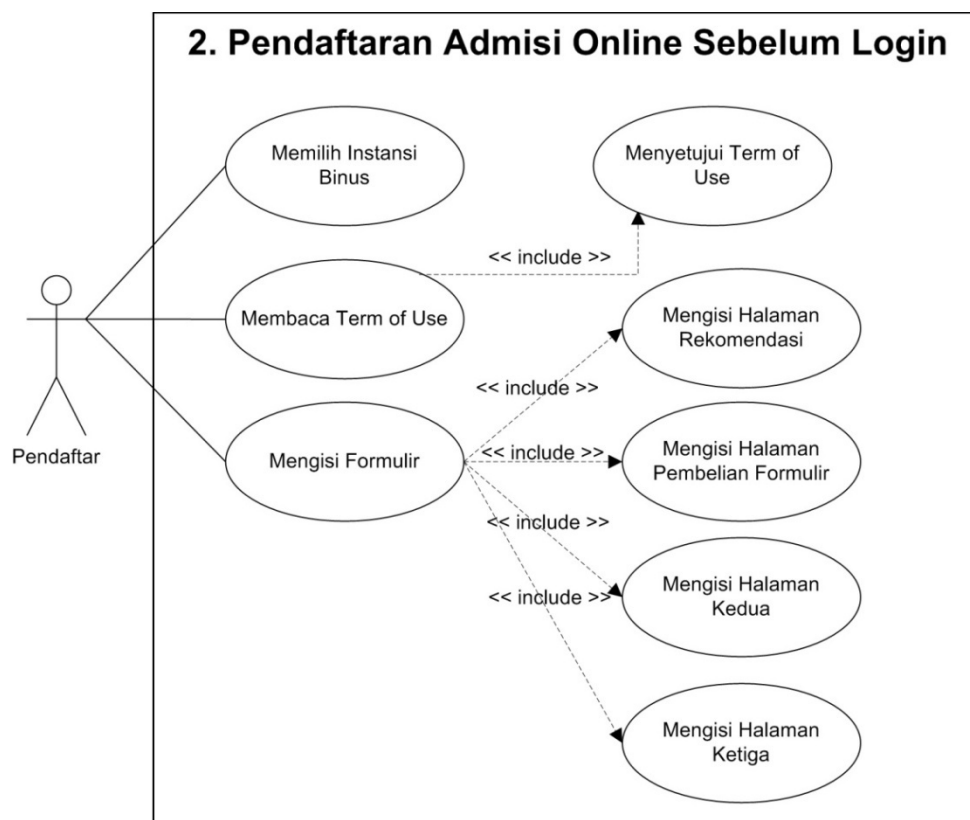 2. Pendaftaran Admisi Online Sebelum Login
Memilih Instansi
Binus
Menyetujui Term of
Use
<< include >>
Membaca Term of Use
Mengisi Halaman
Rekomendasi
<< include >>
Pendaftar
Mengisi Formulir
<< include >>
Mengisi Halaman
Pembelian Formulir
<< include >>
Mengisi Halaman
Kedua
<< include >>
Mengisi Halaman
Ketiga